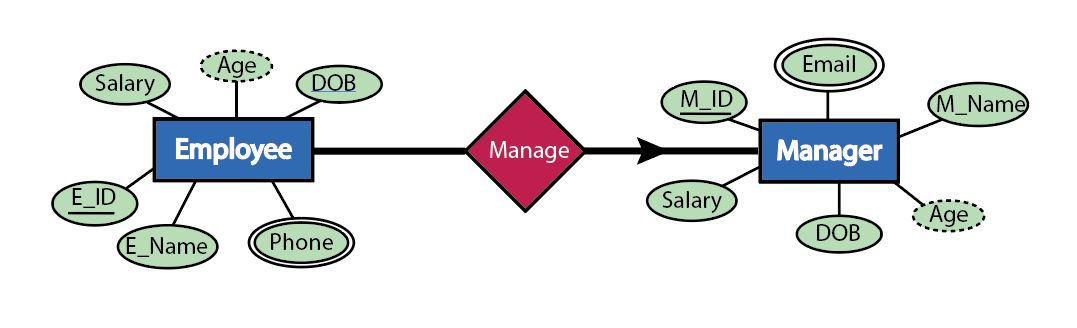 Salary
Age
DOB
Employee
E_ID
E_Name
Phone
Manage
M_ID
Email
M_Name
Manager
Salary
DOB
Age